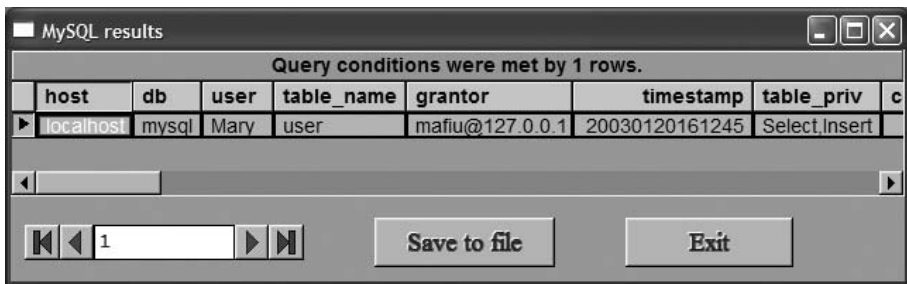 MySQL results
Query conditions were met by 1 rows.
host db user table_name grantor timestamp table_priv c
localhost mysql Mary user mafiu@127.0.0.1 20030120161245 Select,Insert
1 Save to file Exit